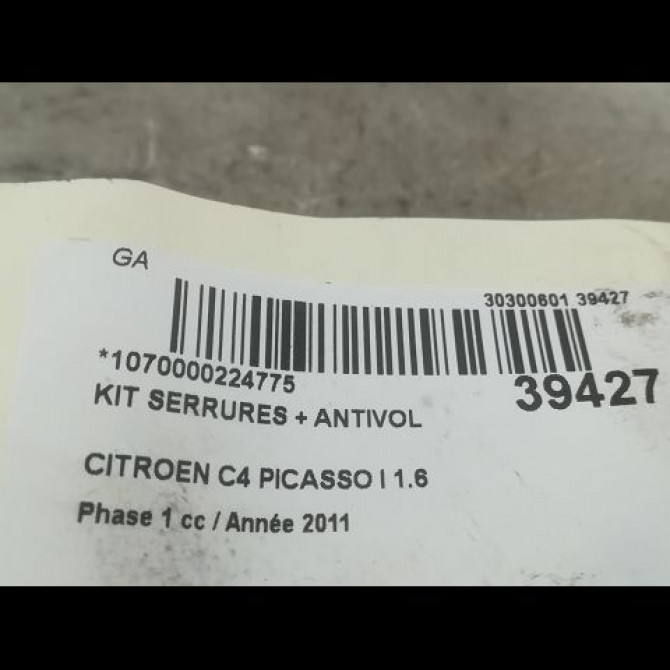 GA
30300601 39427
*1070000224775
39427
KIT SERRURES + ANTIVOL
CITROEN C4 PICASSO I 1.6
Phase 1 cc / Année 2011